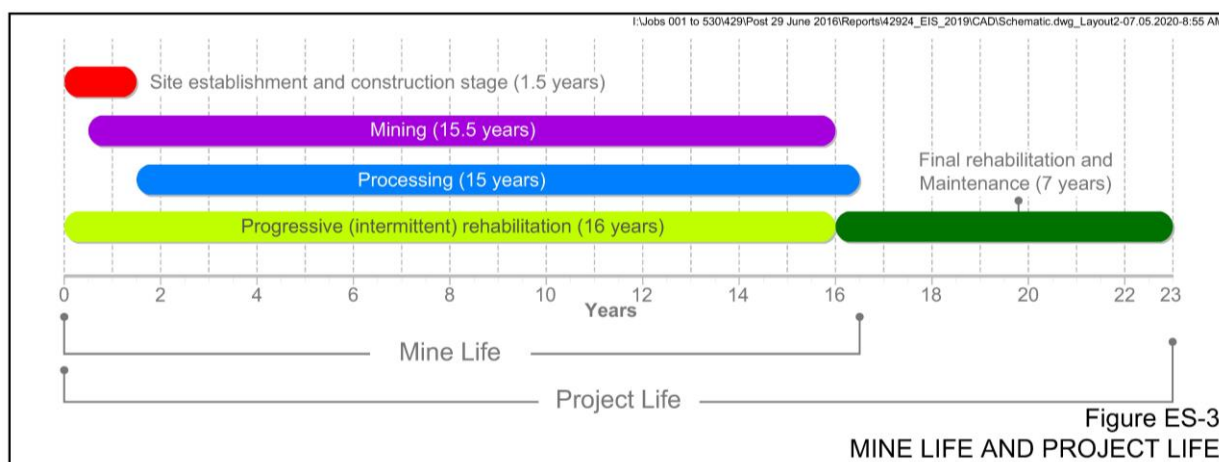 I:\Jobs 001 to 530\429\Post 29 June 2016\Reports\42924_EIS_2019\CAD\Schematic.dwg_Layout2-07.05.2020-8:55 AM
Site establishment and construction stage (1.5 years)
Mining (15.5 years)
Final rehabilitation and
Maintenance (7 years)
Processing (15 years)
Progressive (intermittent) rehabilitation (16 years)
0 2 4 6 8 10 12 14 16 18 20 22 23
Years
Mine Life
Project Life
Figure ES-3
MINE LIFE AND PROJECT LIFE